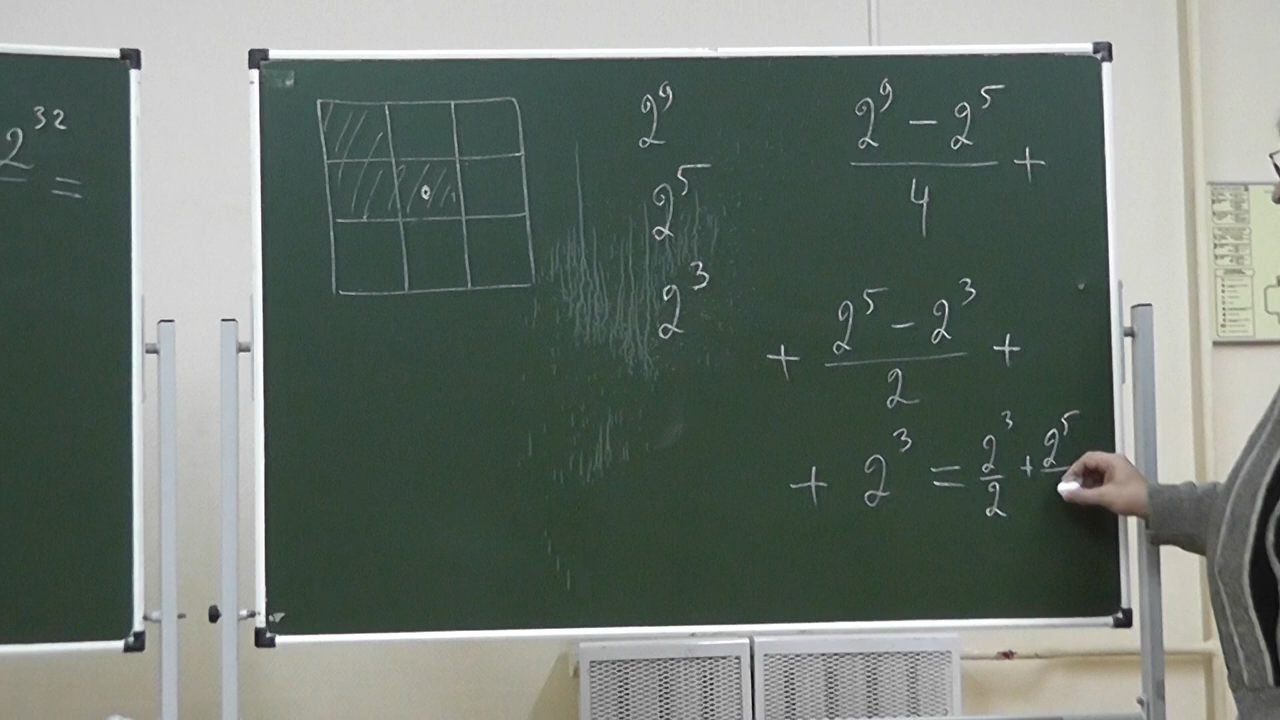 2^32 =
2^9
2^5
2^3
(2^9 - 2^5)/4 +
+ (2^5 - 2^3)/2 +
+ 2^3 = 2^3/2 + 2^5/